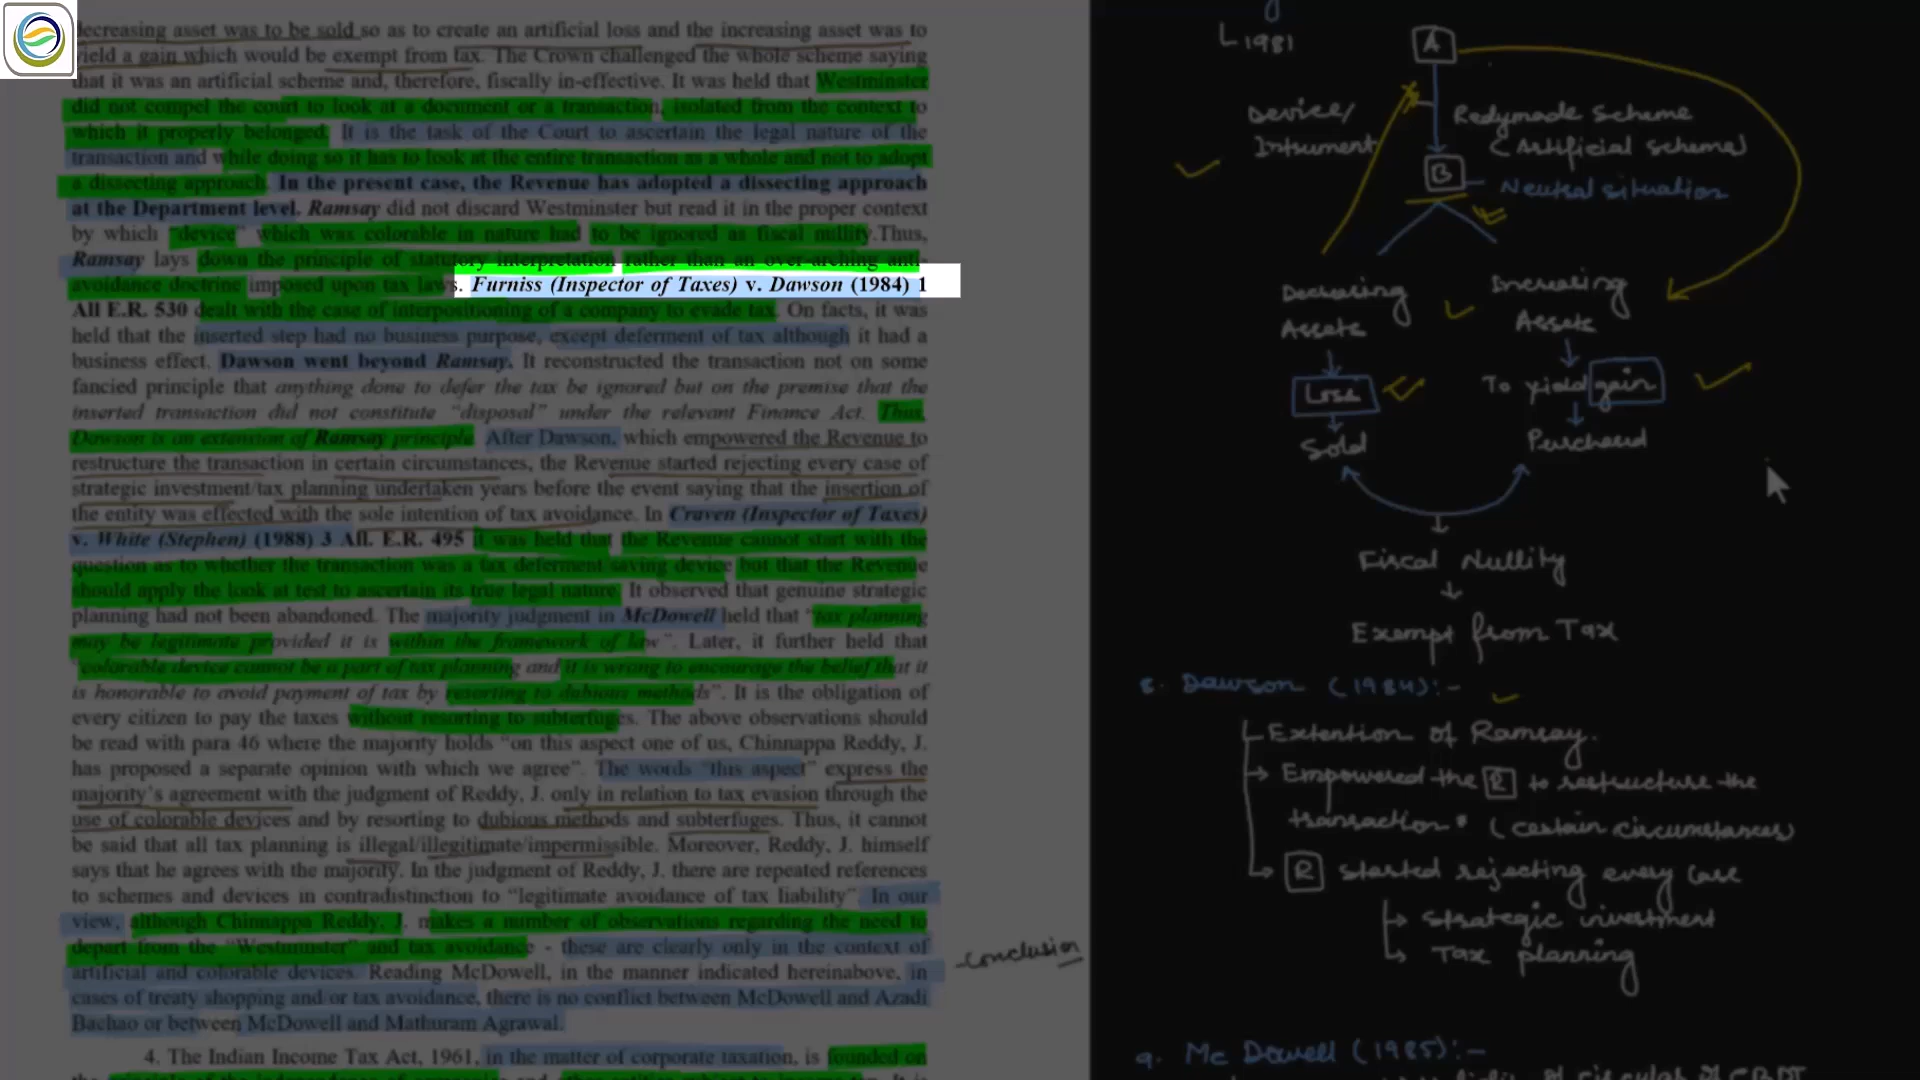 decreasing asset was to be sold so as to create an artificial loss and the increasing asset was to
yield a gain which would be exempt from tax. The Crown challenged the whole scheme saying
that it was an artificial scheme and, therefore, fiscally in-effective. It was held that Westminster
did not compel the court to look at a document or a transaction, isolated from the context to
which it properly belonged. It is the task of the Court to ascertain the legal nature of the
transaction and while doing so it has to look at the entire transaction as a whole and not to adopt
a dissecting approach. In the present case, the Revenue has adopted a dissecting approach
at the Department level. Ramsay did not discard Westminster but read it in the proper context
by which "device" which was colorable in nature had to be ignored as fiscal nullity.Thus,
Ramsay lays down the principle of statutory interpretation rather than an over-arching anti-
avoidance doctrine imposed upon tax laws. Furniss (Inspector of Taxes) v. Dawson (1984) 1
All E.R. 530 dealt with the case of interpositioning of a company to evade tax. On facts, it was
held that the inserted step had no business purpose, except deferment of tax although it had a
business effect. Dawson went beyond Ramsay. It reconstructed the transaction not on some
fancied principle that anything done to defer the tax be ignored but on the premise that the
inserted transaction did not constitute "disposal" under the relevant Finance Act. Thus,
Dawson is an extension of Ramsay principle. After Dawson, which empowered the Revenue to
restructure the transaction in certain circumstances, the Revenue started rejecting every case of
strategic investment/tax planning undertaken years before the event saying that the insertion of
the entity was effected with the sole intention of tax avoidance. In Craven (Inspector of Taxes)
v. White (Stephen) (1988) 3 All. E.R. 495 it was held that the Revenue cannot start with the
question as to whether the transaction was a tax deferment saving device but that the Revenue
should apply the look at test to ascertain its true legal nature. It observed that genuine strategic
planning had not been abandoned. The majority judgment in McDowell held that "tax planning
may be legitimate provided it is within the framework of law". Later, it further held that
"colorable device cannot be a part of tax planning and it is wrong to encourage the belief that it
is honorable to avoid payment of tax by resorting to dubious methods". It is the obligation of
every citizen to pay the taxes without resorting to subterfuges. The above observations should
be read with para 46 where the majority holds "on this aspect one of us, Chinnappa Reddy, J.
has proposed a separate opinion with which we agree". The words "this aspect" express the
majority's agreement with the judgment of Reddy, J. only in relation to tax evasion through the
use of colorable devices and by resorting to dubious methods and subterfuges. Thus, it cannot
be said that all tax planning is illegal/illegitimate/impermissible. Moreover, Reddy, J. himself
says that he agrees with the majority. In the judgment of Reddy, J. there are repeated references
to schemes and devices in contradistinction to "legitimate avoidance of tax liability". In our
view, although Chinnappa Reddy, J. makes a number of observations regarding the need to
depart from the "Westminster" and tax avoidance - these are clearly only in the context of
artificial and colorable devices. Reading McDowell, in the manner indicated hereinabove, in
cases of treaty shopping and/or tax avoidance, there is no conflict between McDowell and Azadi
Bachao or between McDowell and Mathuram Agrawal.
4. The Indian Income Tax Act, 1961, in the matter of corporate taxation, is founded on
conclusion
1981
A
Device/
Intsument
Redymade Scheme
(Artificial scheme)
B
Neutral situation
Decreasing
Assets
Increasing
Assets
Loss
To yield gain
Sold
Purchased
Fiscal Nullity
Exempt from Tax
8. Dawson (1984):-
Extention of Ramsay.
Empowered the R to restructure the
transaction (certain circumstances)
R started rejecting every case
Strategic
Tax planning
9. Mc Dowell (1985):-